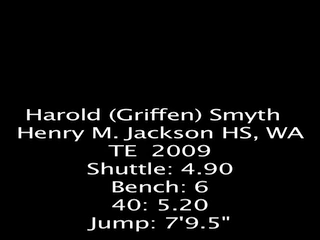 Harold (Griffen) Smyth
Henry M. Jackson HS, WA
TE 2009
Shuttle: 4.90
Bench: 6
40: 5.20
Jump: 7'9.5"